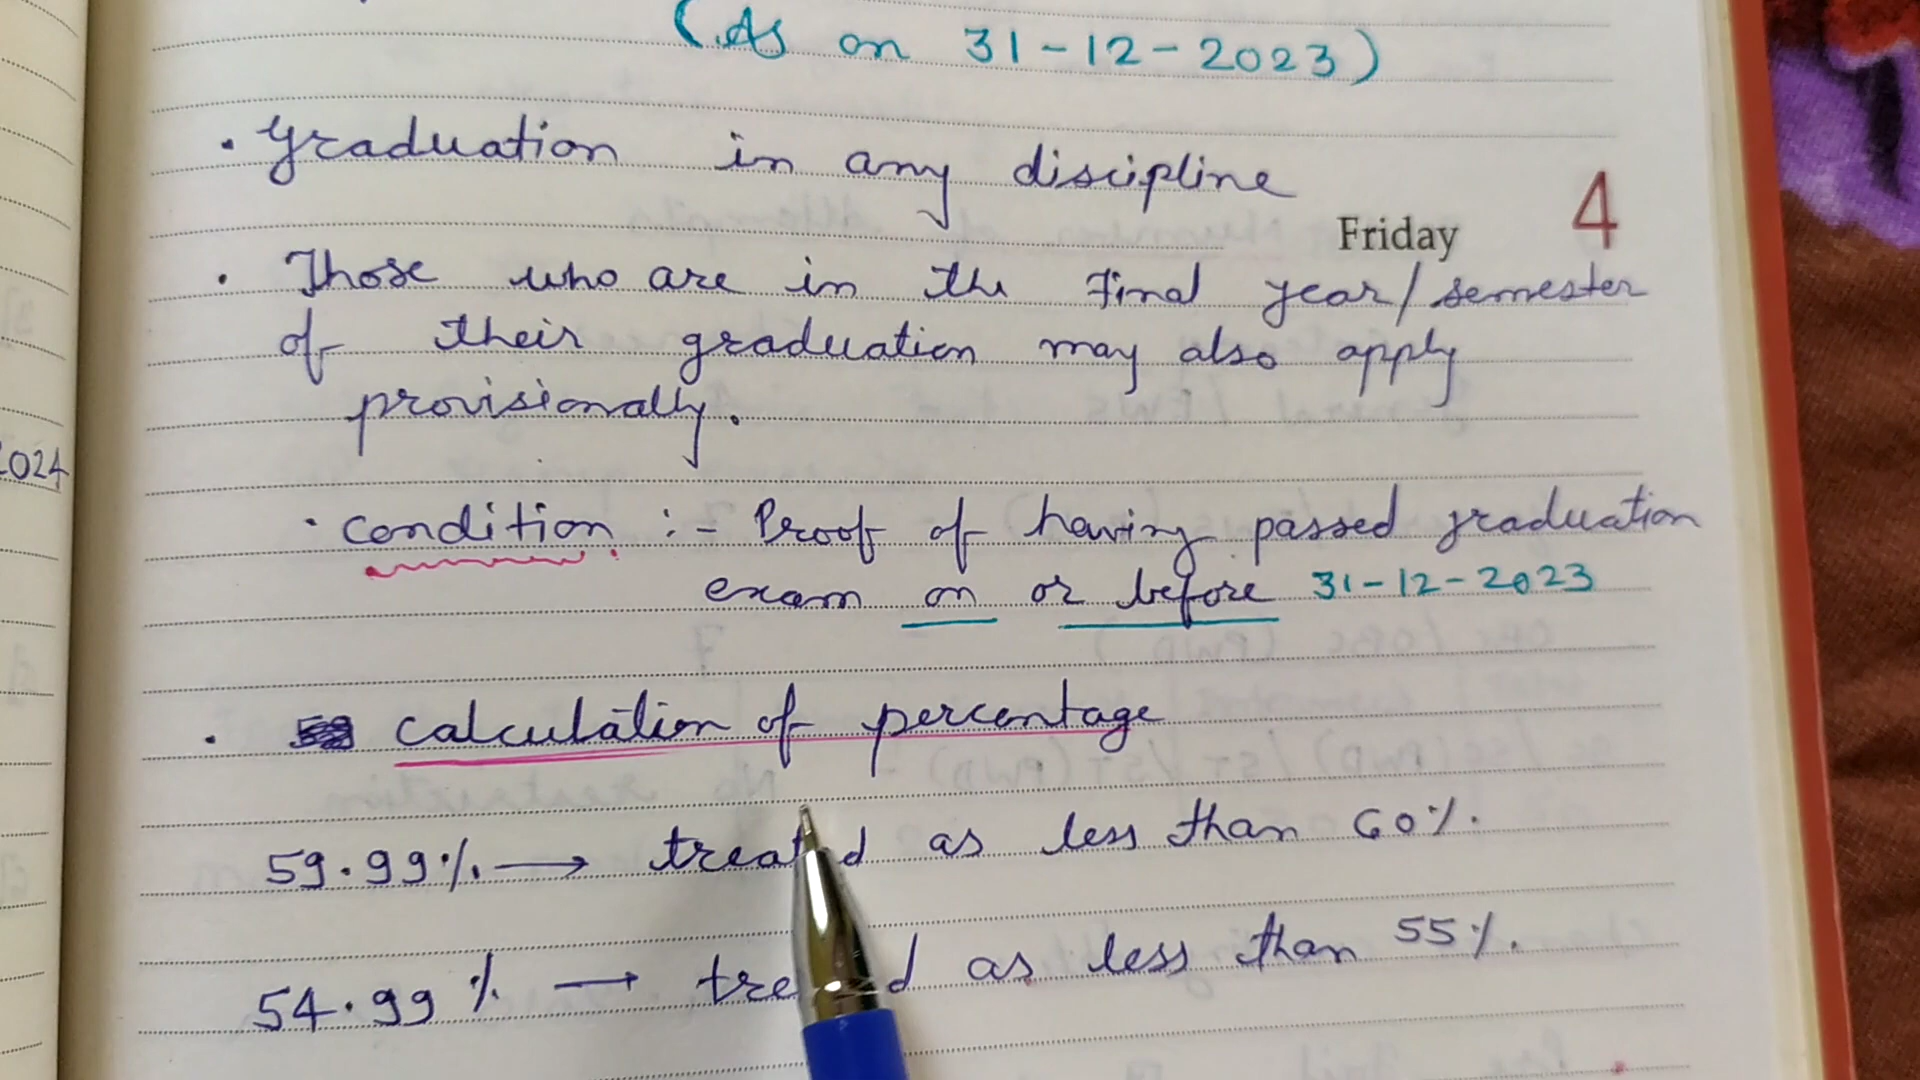 (As on 31-12-2023)
· Graduation in any discipline
Friday 4
· Those who are in the final year/semester
of their graduation may also apply
provisionally.
2024
· Condition :- Proof of having passed graduation
exam on or before 31-12-2023
· Calculation of percentage
59.99% → treated as less than 60%.
54.99% → treated as less than 55%.